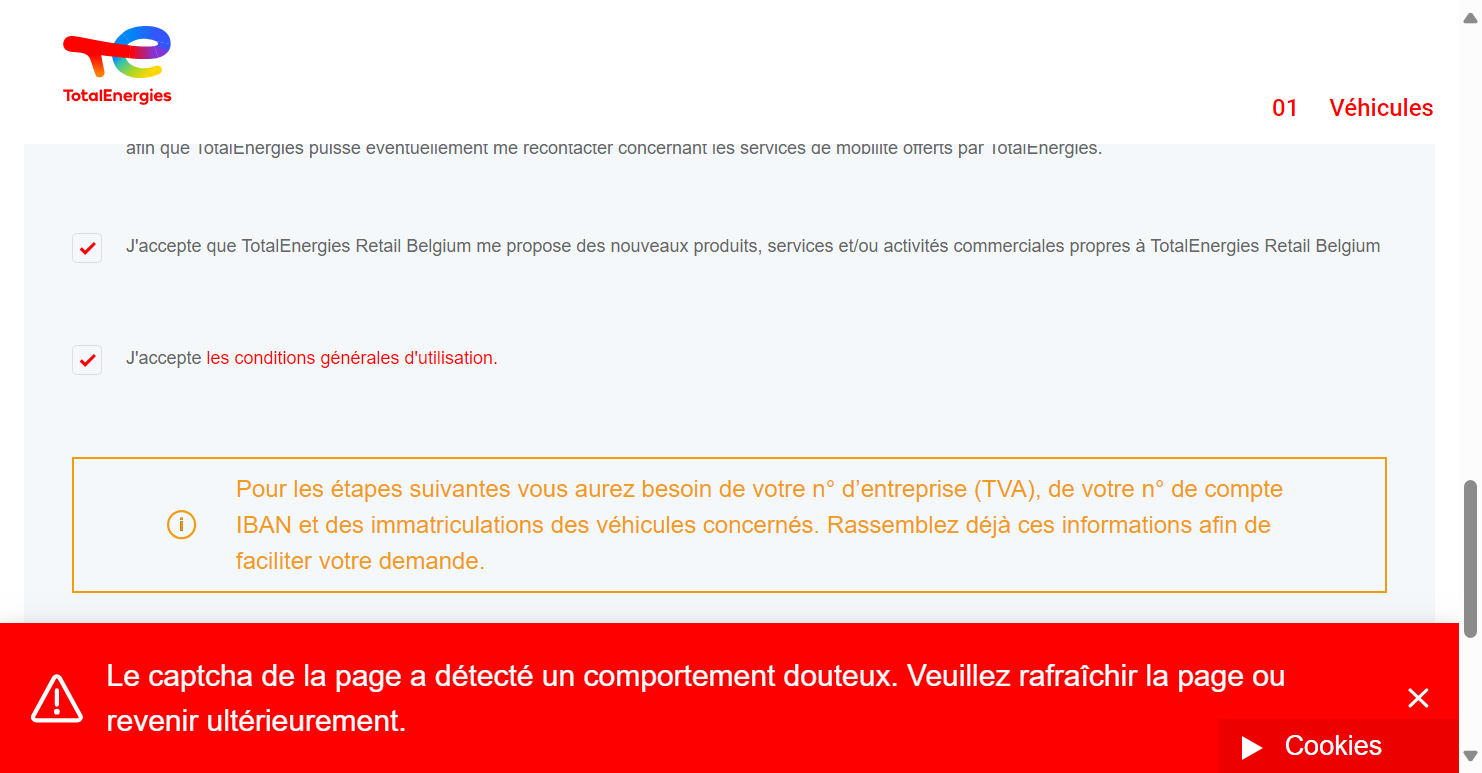 TotalEnergies
01 Véhicules
afin que TotalEnergies puisse éventuellement me recontacter concernant les services de mobilité offerts par TotalEnergies.
J'accepte que TotalEnergies Retail Belgium me propose des nouveaux produits, services et/ou activités commerciales propres à TotalEnergies Retail Belgium
J'accepte les conditions générales d'utilisation.
Pour les étapes suivantes vous aurez besoin de votre n° d’entreprise (TVA), de votre n° de compte
IBAN et des immatriculations des véhicules concernés. Rassemblez déjà ces informations afin de
faciliter votre demande.
Le captcha de la page a détecté un comportement douteux. Veuillez rafraîchir la page ou
revenir ultérieurement.
Cookies